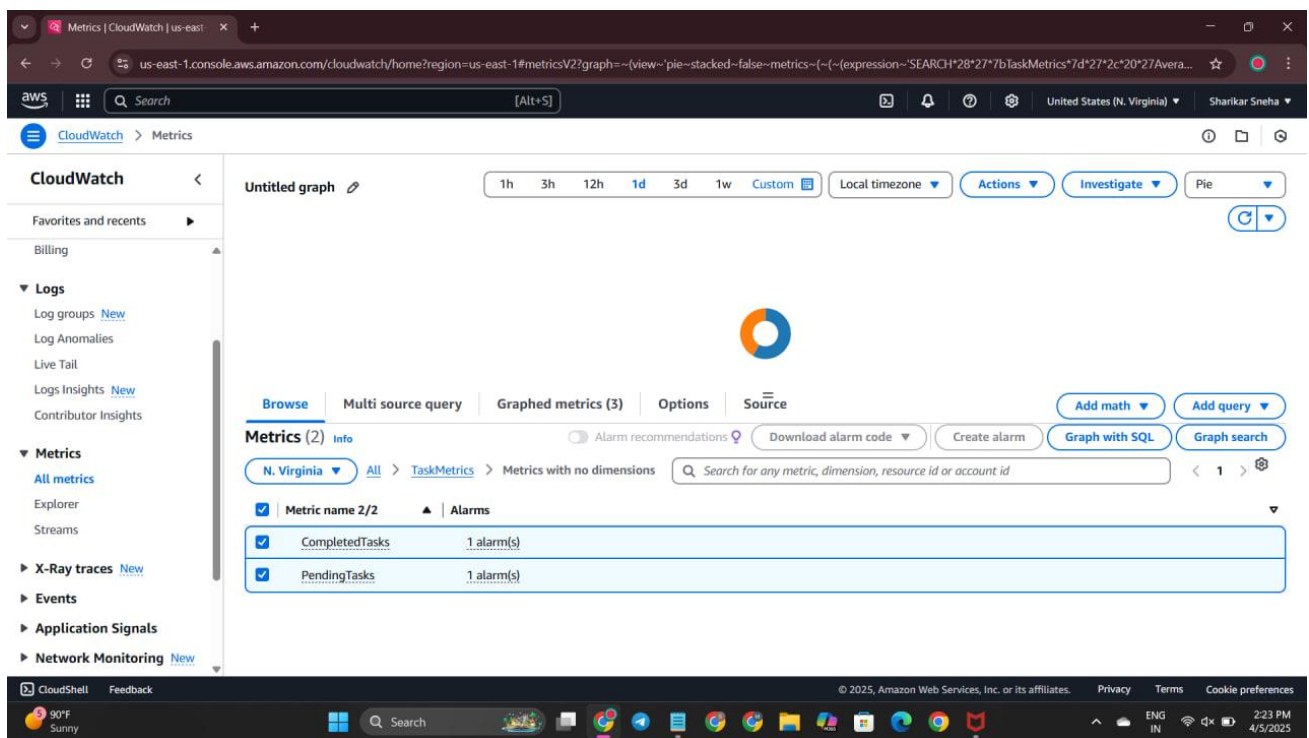 Metrics | CloudWatch | us-east-
us-east-1.console.aws.amazon.com/cloudwatch/home?region=us-east-1#metricsV2?graph=~(view~'pie~stacked~false~metrics~(~(~(expression~'SEARCH*28*27*7bTaskMetrics*7d*27*2c*20*27Avera...
aws Search [Alt+S] United States (N. Virginia) Sharikar Sneha
CloudWatch > Metrics
CloudWatch
Favorites and recents
Billing
Logs
Log groups New
Log Anomalies
Live Tail
Logs Insights New
Contributor Insights
Metrics
All metrics
Explorer
Streams
X-Ray traces New
Events
Application Signals
Network Monitoring New
Untitled graph 1h 3h 12h 1d 3d 1w Custom Local timezone Actions Investigate Pie
Browse Multi source query Graphed metrics (3) Options Source Add math Add query
Metrics (2) Info Alarm recommendations Download alarm code Create alarm Graph with SQL Graph search
N. Virginia All > TaskMetrics > Metrics with no dimensions Search for any metric, dimension, resource id or account id 1
Metric name 2/2 Alarms
CompletedTasks 1 alarm(s)
PendingTasks 1 alarm(s)
CloudShell Feedback © 2025, Amazon Web Services, Inc. or its affiliates. Privacy Terms Cookie preferences
5 90°F Search ENG 2:23 PM
Sunny IN 4/5/2025